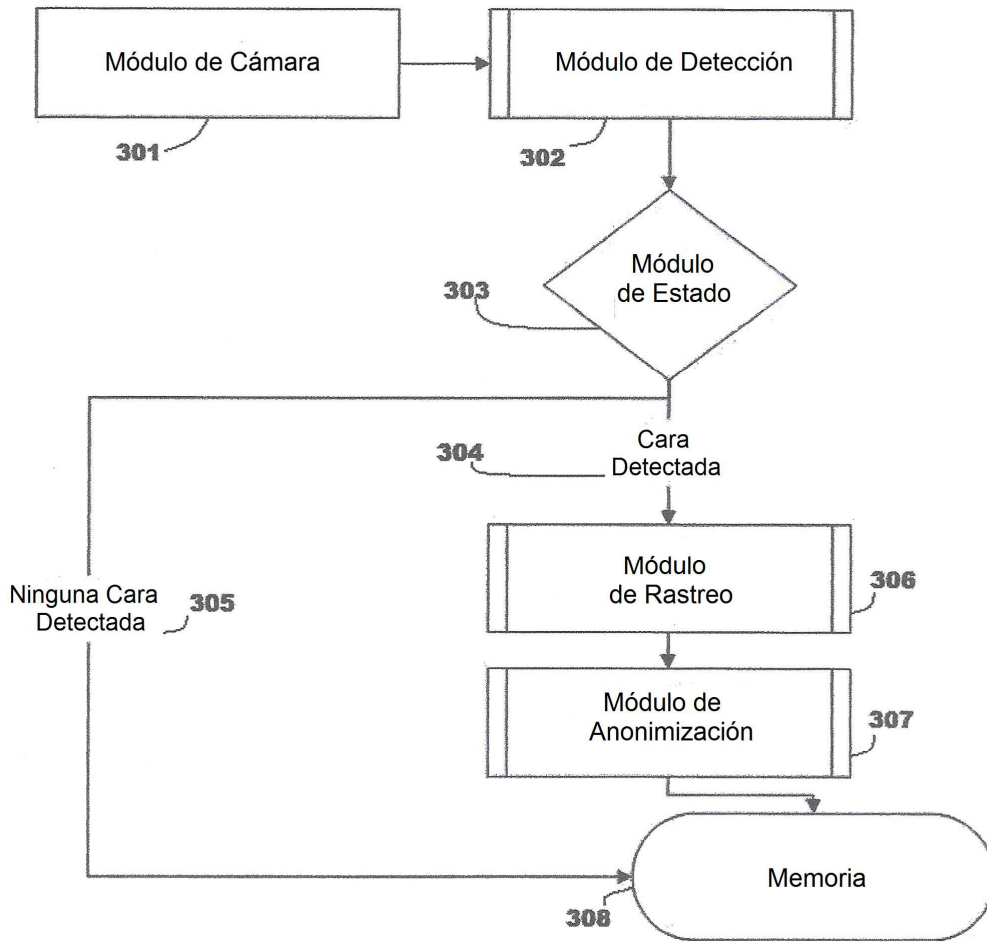 Módulo de Cámara
Módulo de Detección
301
302
Módulo
de Estado
303
Cara
Detectada
304
Módulo
de Rastreo
306
Ninguna Cara
Detectada
305
Módulo de
Anonimización
307
Memoria
308